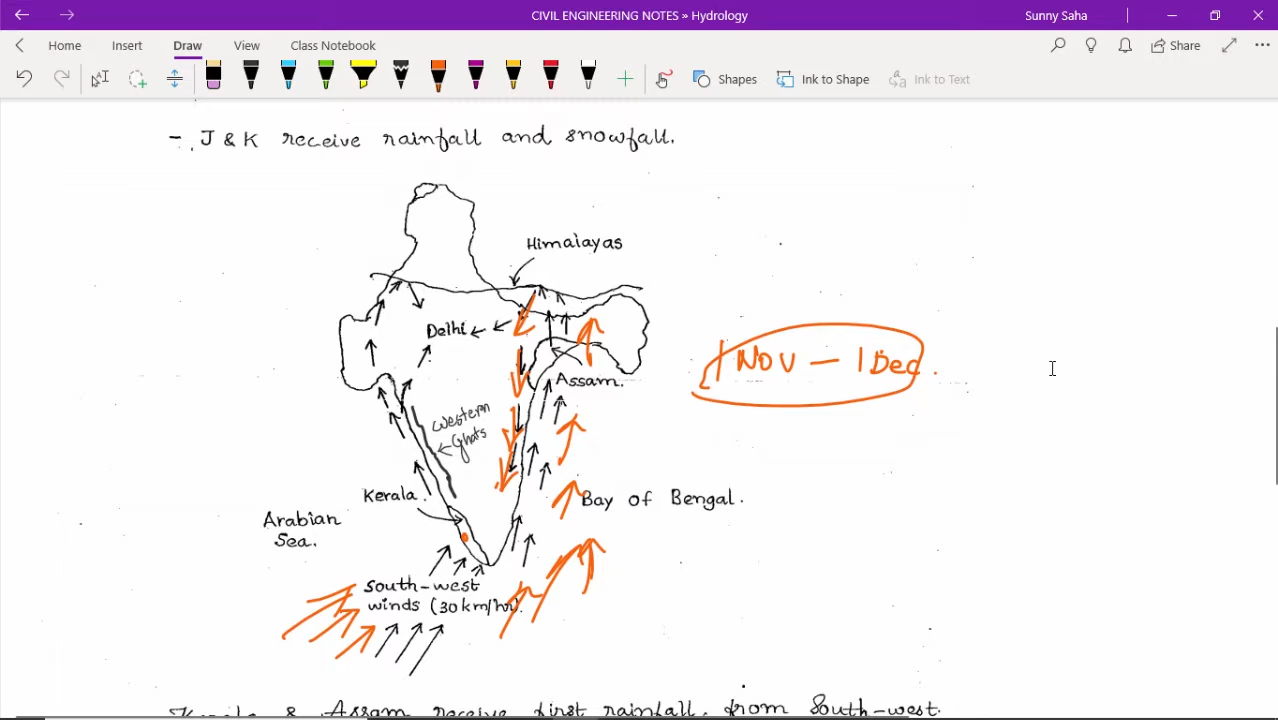 CIVIL ENGINEERING NOTES » Hydrology
Sunny Saha
Home Insert Draw View Class Notebook
Share
Shapes
Ink to Shape
Ink to Text
- J & K receive rainfall and snowfall.
Himalayas
Delhi
1 Nov — 1 Dec.
Assam.
Western
Ghats
Kerala.
Bay of Bengal.
Arabian
Sea.
South-west
winds (30 km/hr).
Kerala & Assam receive first rainfall, from South-west